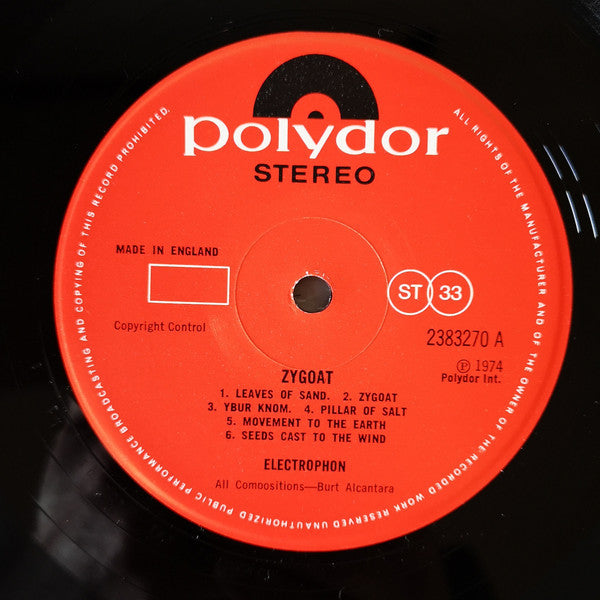 polydor
STEREO
MADE IN ENGLAND
Copyright Control
ST 33
2383270 A
Ⓟ 1974
Polydor Int.
ZYGOAT
1. LEAVES OF SAND. 2. ZYGOAT
3. YBUR KNOM. 4. PILLAR OF SALT
5. MOVEMENT TO THE EARTH
6. SEEDS CAST TO THE WIND
ELECTROPHON
All Compositions—Burt Alcantara
ALL RIGHTS OF THE MANUFACTURER AND OF THE OWNER OF THE RECORDED WORK RESERVED UNAUTHORIZED PUBLIC PERFORMANCE BROADCASTING AND COPYING OF THIS RECORD PROHIBITED.